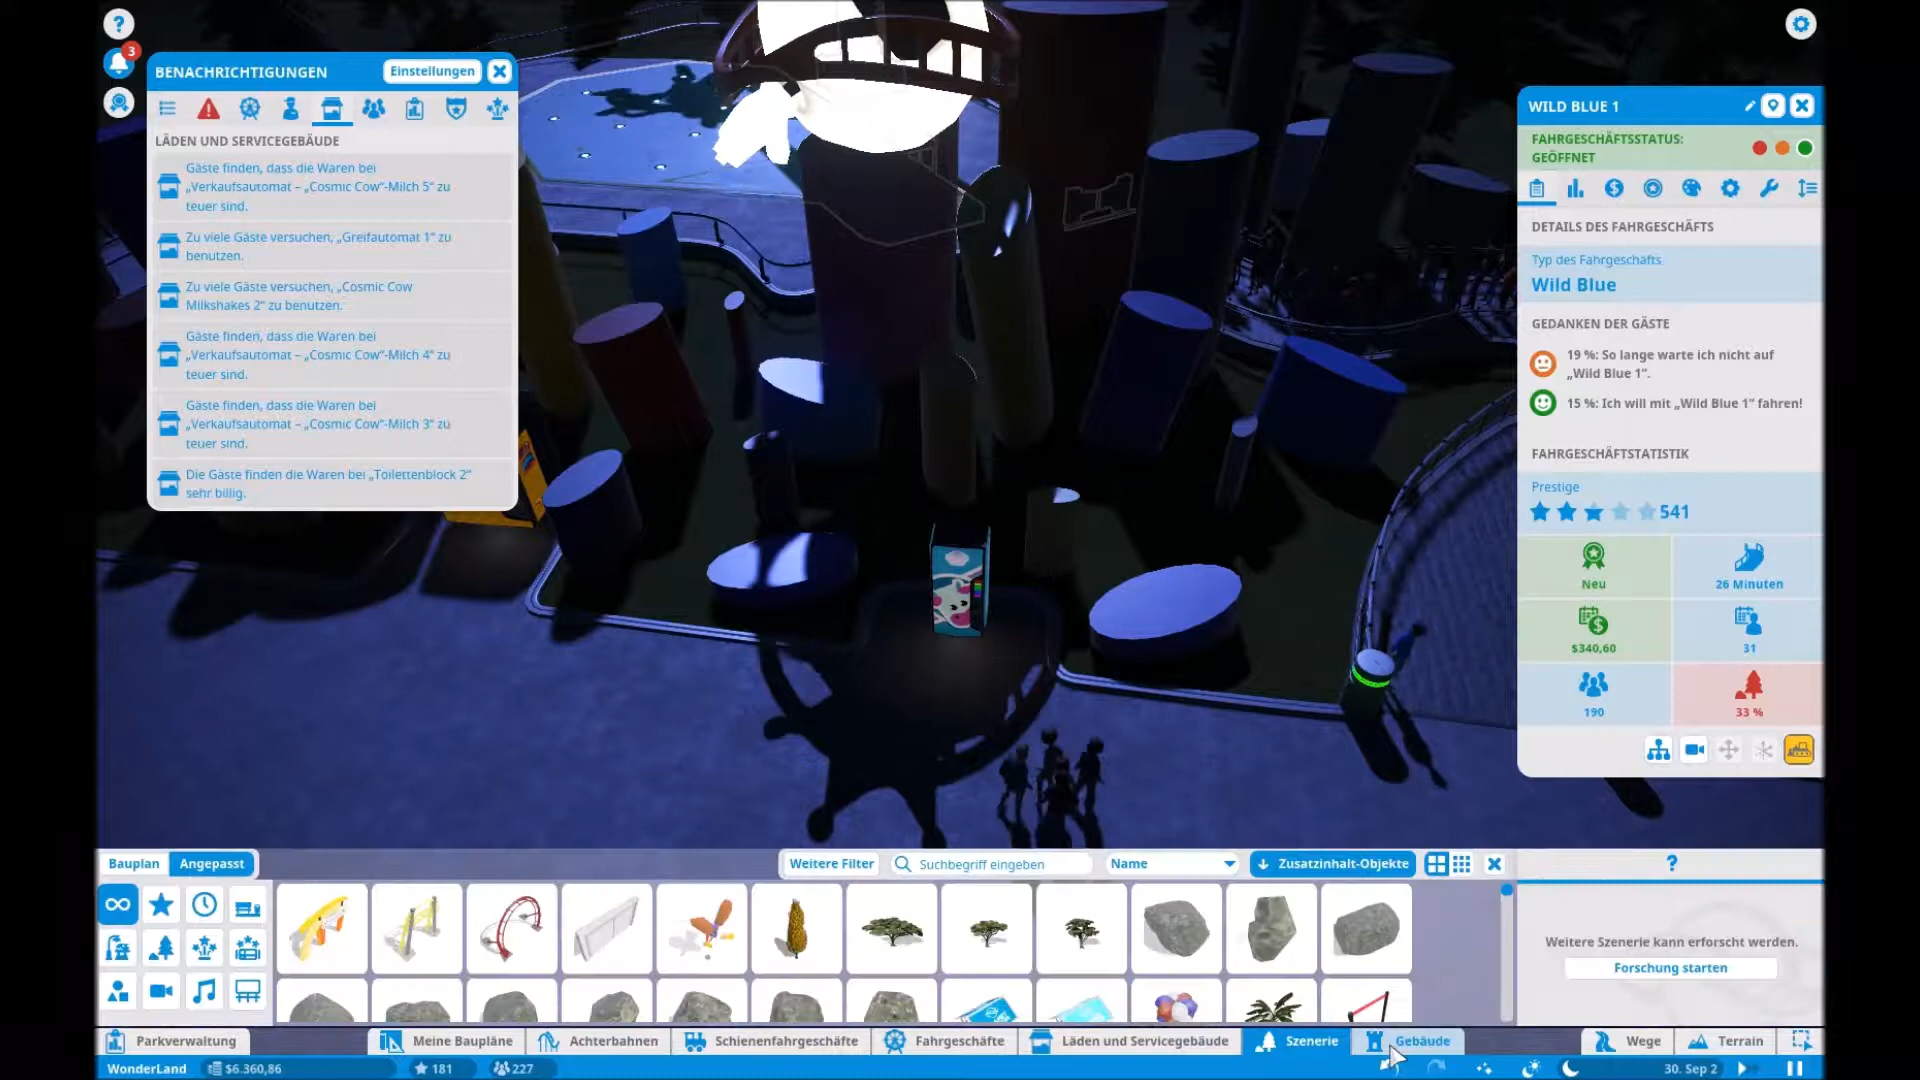 ?
3
BENACHRICHTIGUNGEN
Einstellungen
LÄDEN UND SERVICEGEBÄUDE
Gäste finden, dass die Waren bei
„Verkaufsautomat – „Cosmic Cow“-Milch 5“ zu
teuer sind.
Zu viele Gäste versuchen, „Greifautomat 1“ zu
benutzen.
Zu viele Gäste versuchen, „Cosmic Cow
Milkshakes 2“ zu benutzen.
Gäste finden, dass die Waren bei
„Verkaufsautomat – „Cosmic Cow“-Milch 4“ zu
teuer sind.
Gäste finden, dass die Waren bei
„Verkaufsautomat – „Cosmic Cow“-Milch 3“ zu
teuer sind.
Die Gäste finden die Waren bei „Toilettenblock 2“
sehr billig.
WILD BLUE 1
FAHRGESCHÄFTSSTATUS:
GEÖFFNET
DETAILS DES FAHRGESCHÄFTS
Typ des Fahrgeschäfts
Wild Blue
GEDANKEN DER GÄSTE
19 %: So lange warte ich nicht auf
„Wild Blue 1“.
15 %: Ich will mit „Wild Blue 1“ fahren!
FAHRGESCHÄFTSTATISTIK
Prestige
541
Neu
26 Minuten
$340,60
31
190
33 %
Bauplan
Angepasst
Weitere Filter
Suchbegriff eingeben
Name
Zusatzinhalt-Objekte
?
Weitere Szenerie kann erforscht werden.
Forschung starten
Parkverwaltung
Meine Baupläne
Achterbahnen
Schienenfahrgeschäfte
Fahrgeschäfte
Läden und Servicegebäude
Szenerie
Gebäude
Wege
Terrain
WonderLand
$6.360,86
181
227
30. Sep 2